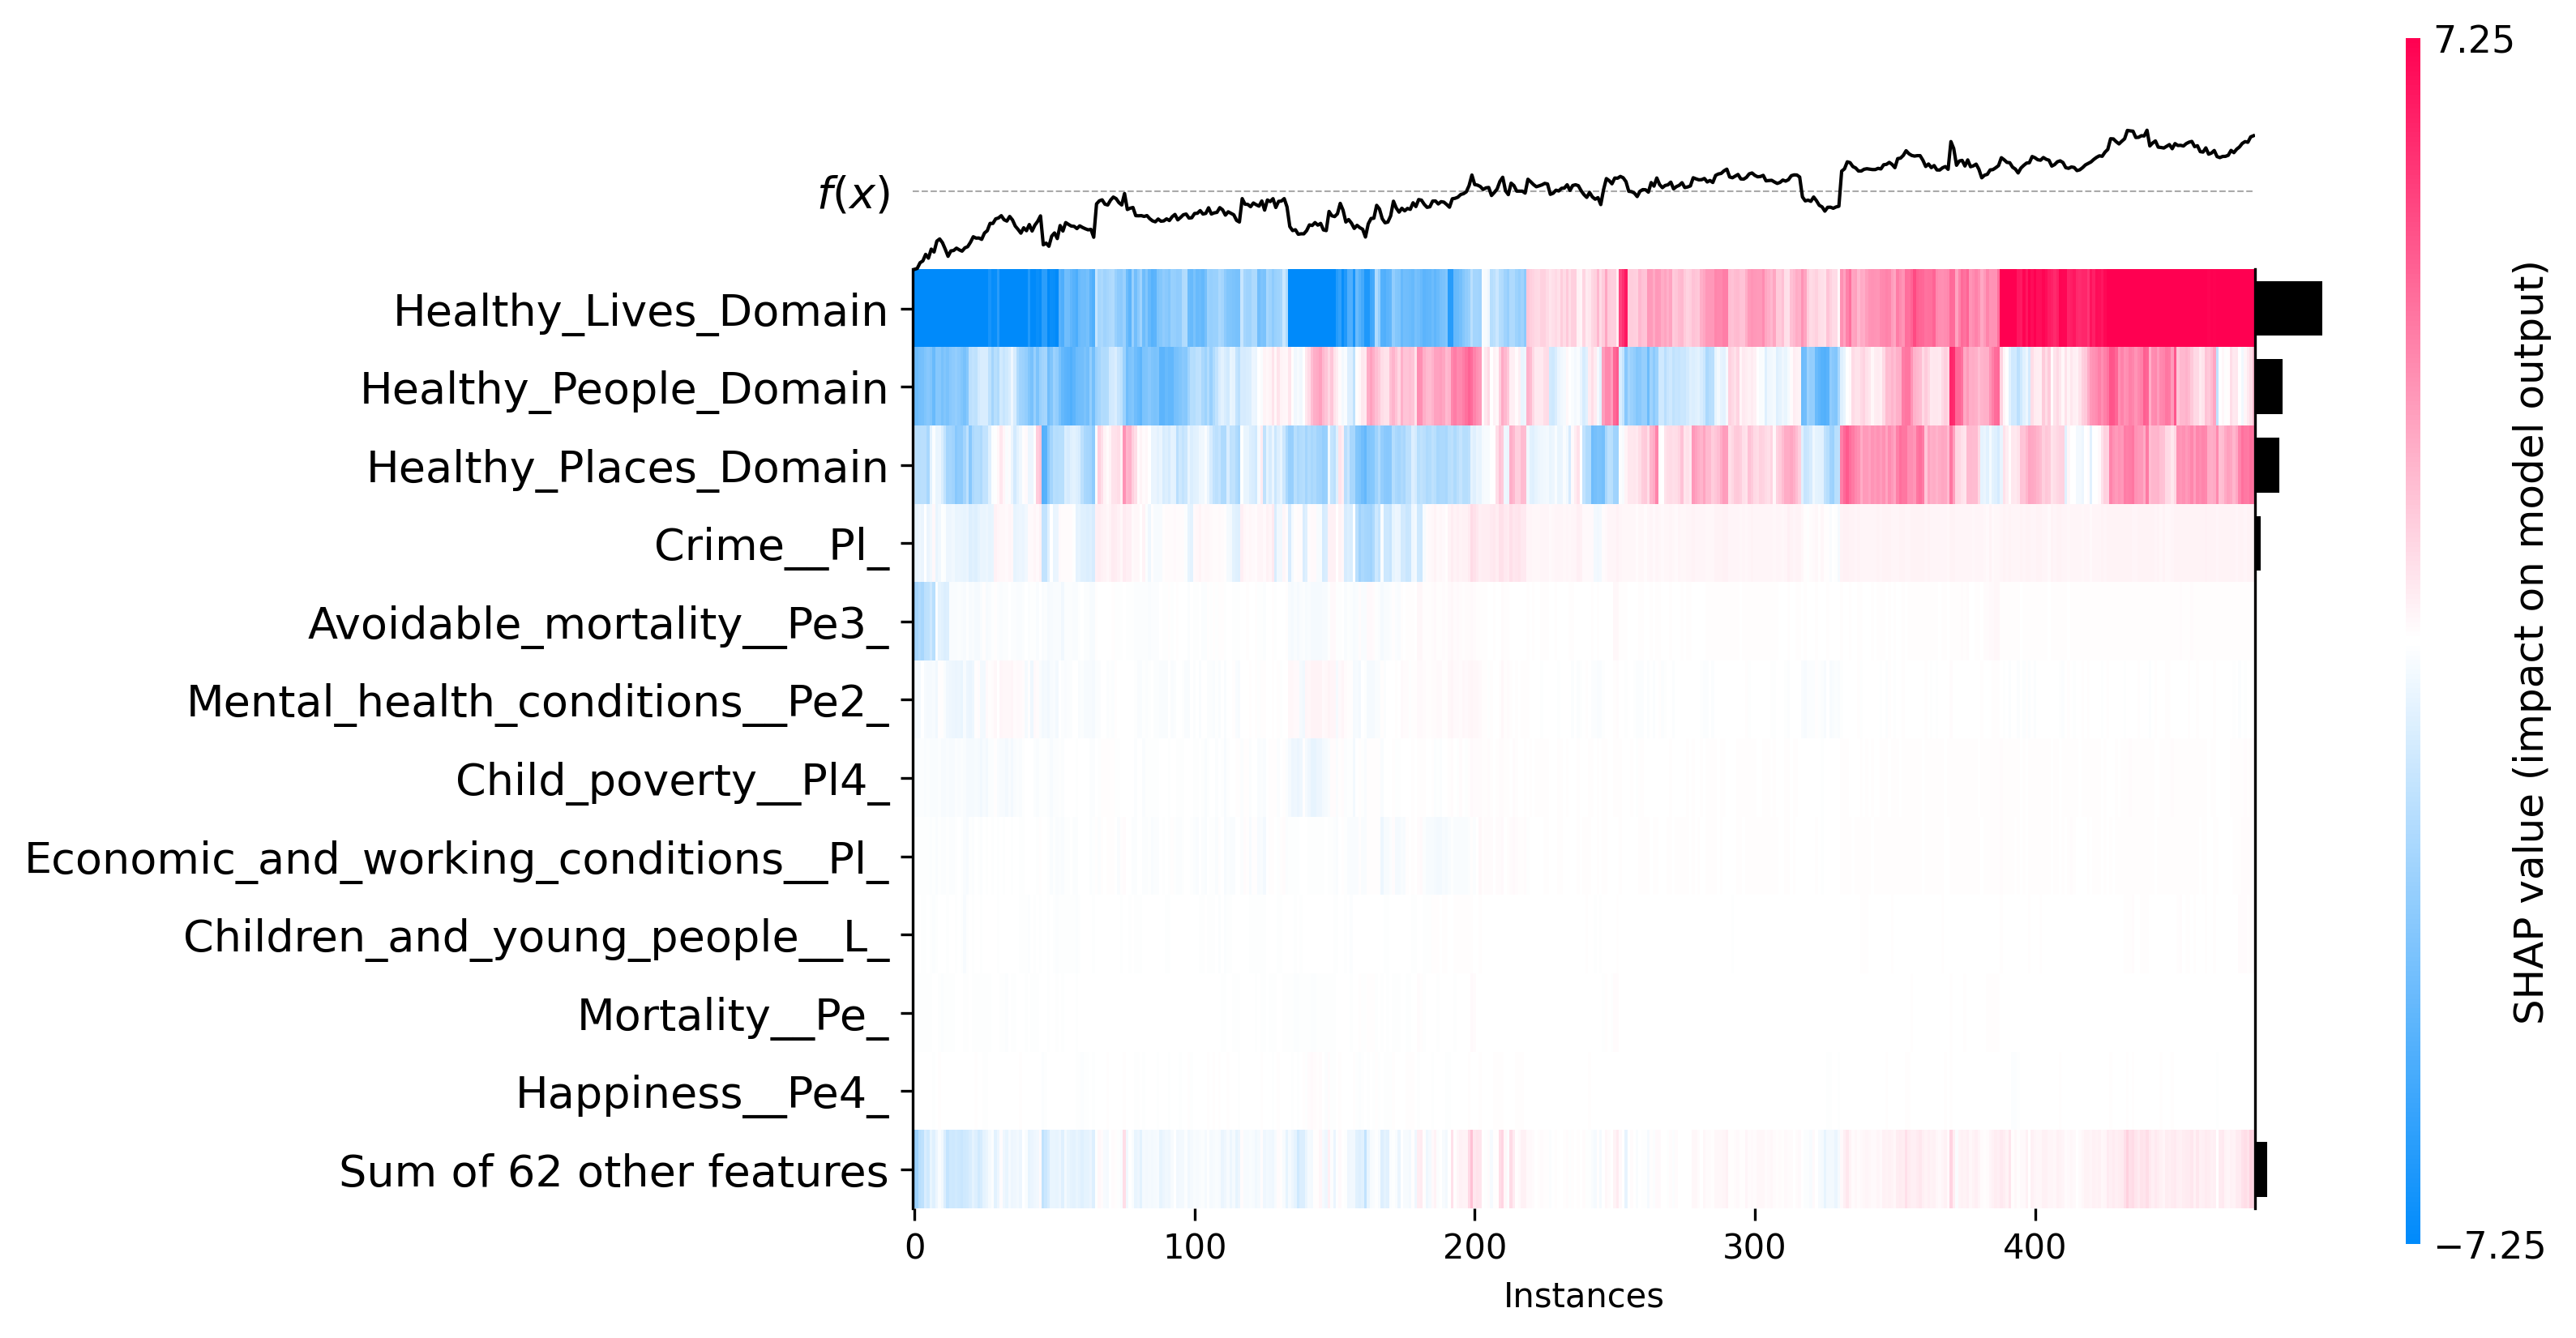 7.25
f(x)
Healthy_Lives_Domain
Healthy_People_Domain
Healthy_Places_Domain
Crime__Pl_
Avoidable_mortality__Pe3_
Mental_health_conditions__Pe2_
Child_poverty__Pl4_
Economic_and_working_conditions__Pl_
Children_and_young_people__L_
Mortality__Pe_
Happiness__Pe4_
Sum of 62 other features
0 100 200 300 400
Instances
SHAP value (impact on model output)
−7.25